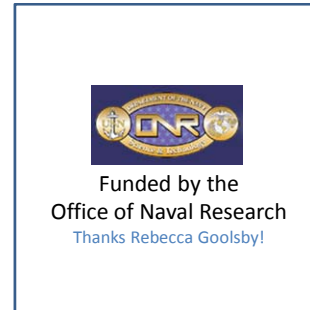 ONR
Funded by the
Office of Naval Research
Thanks Rebecca Goolsby!